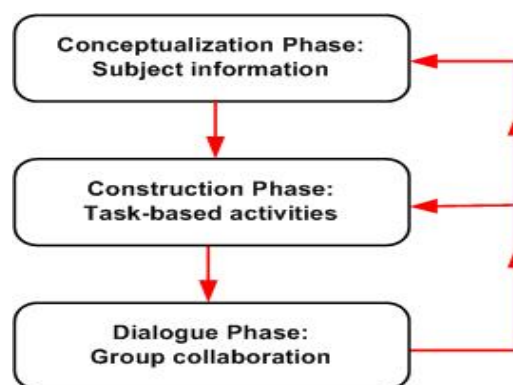 Conceptualization Phase:
Subject information
Construction Phase:
Task-based activities
Dialogue Phase:
Group collaboration